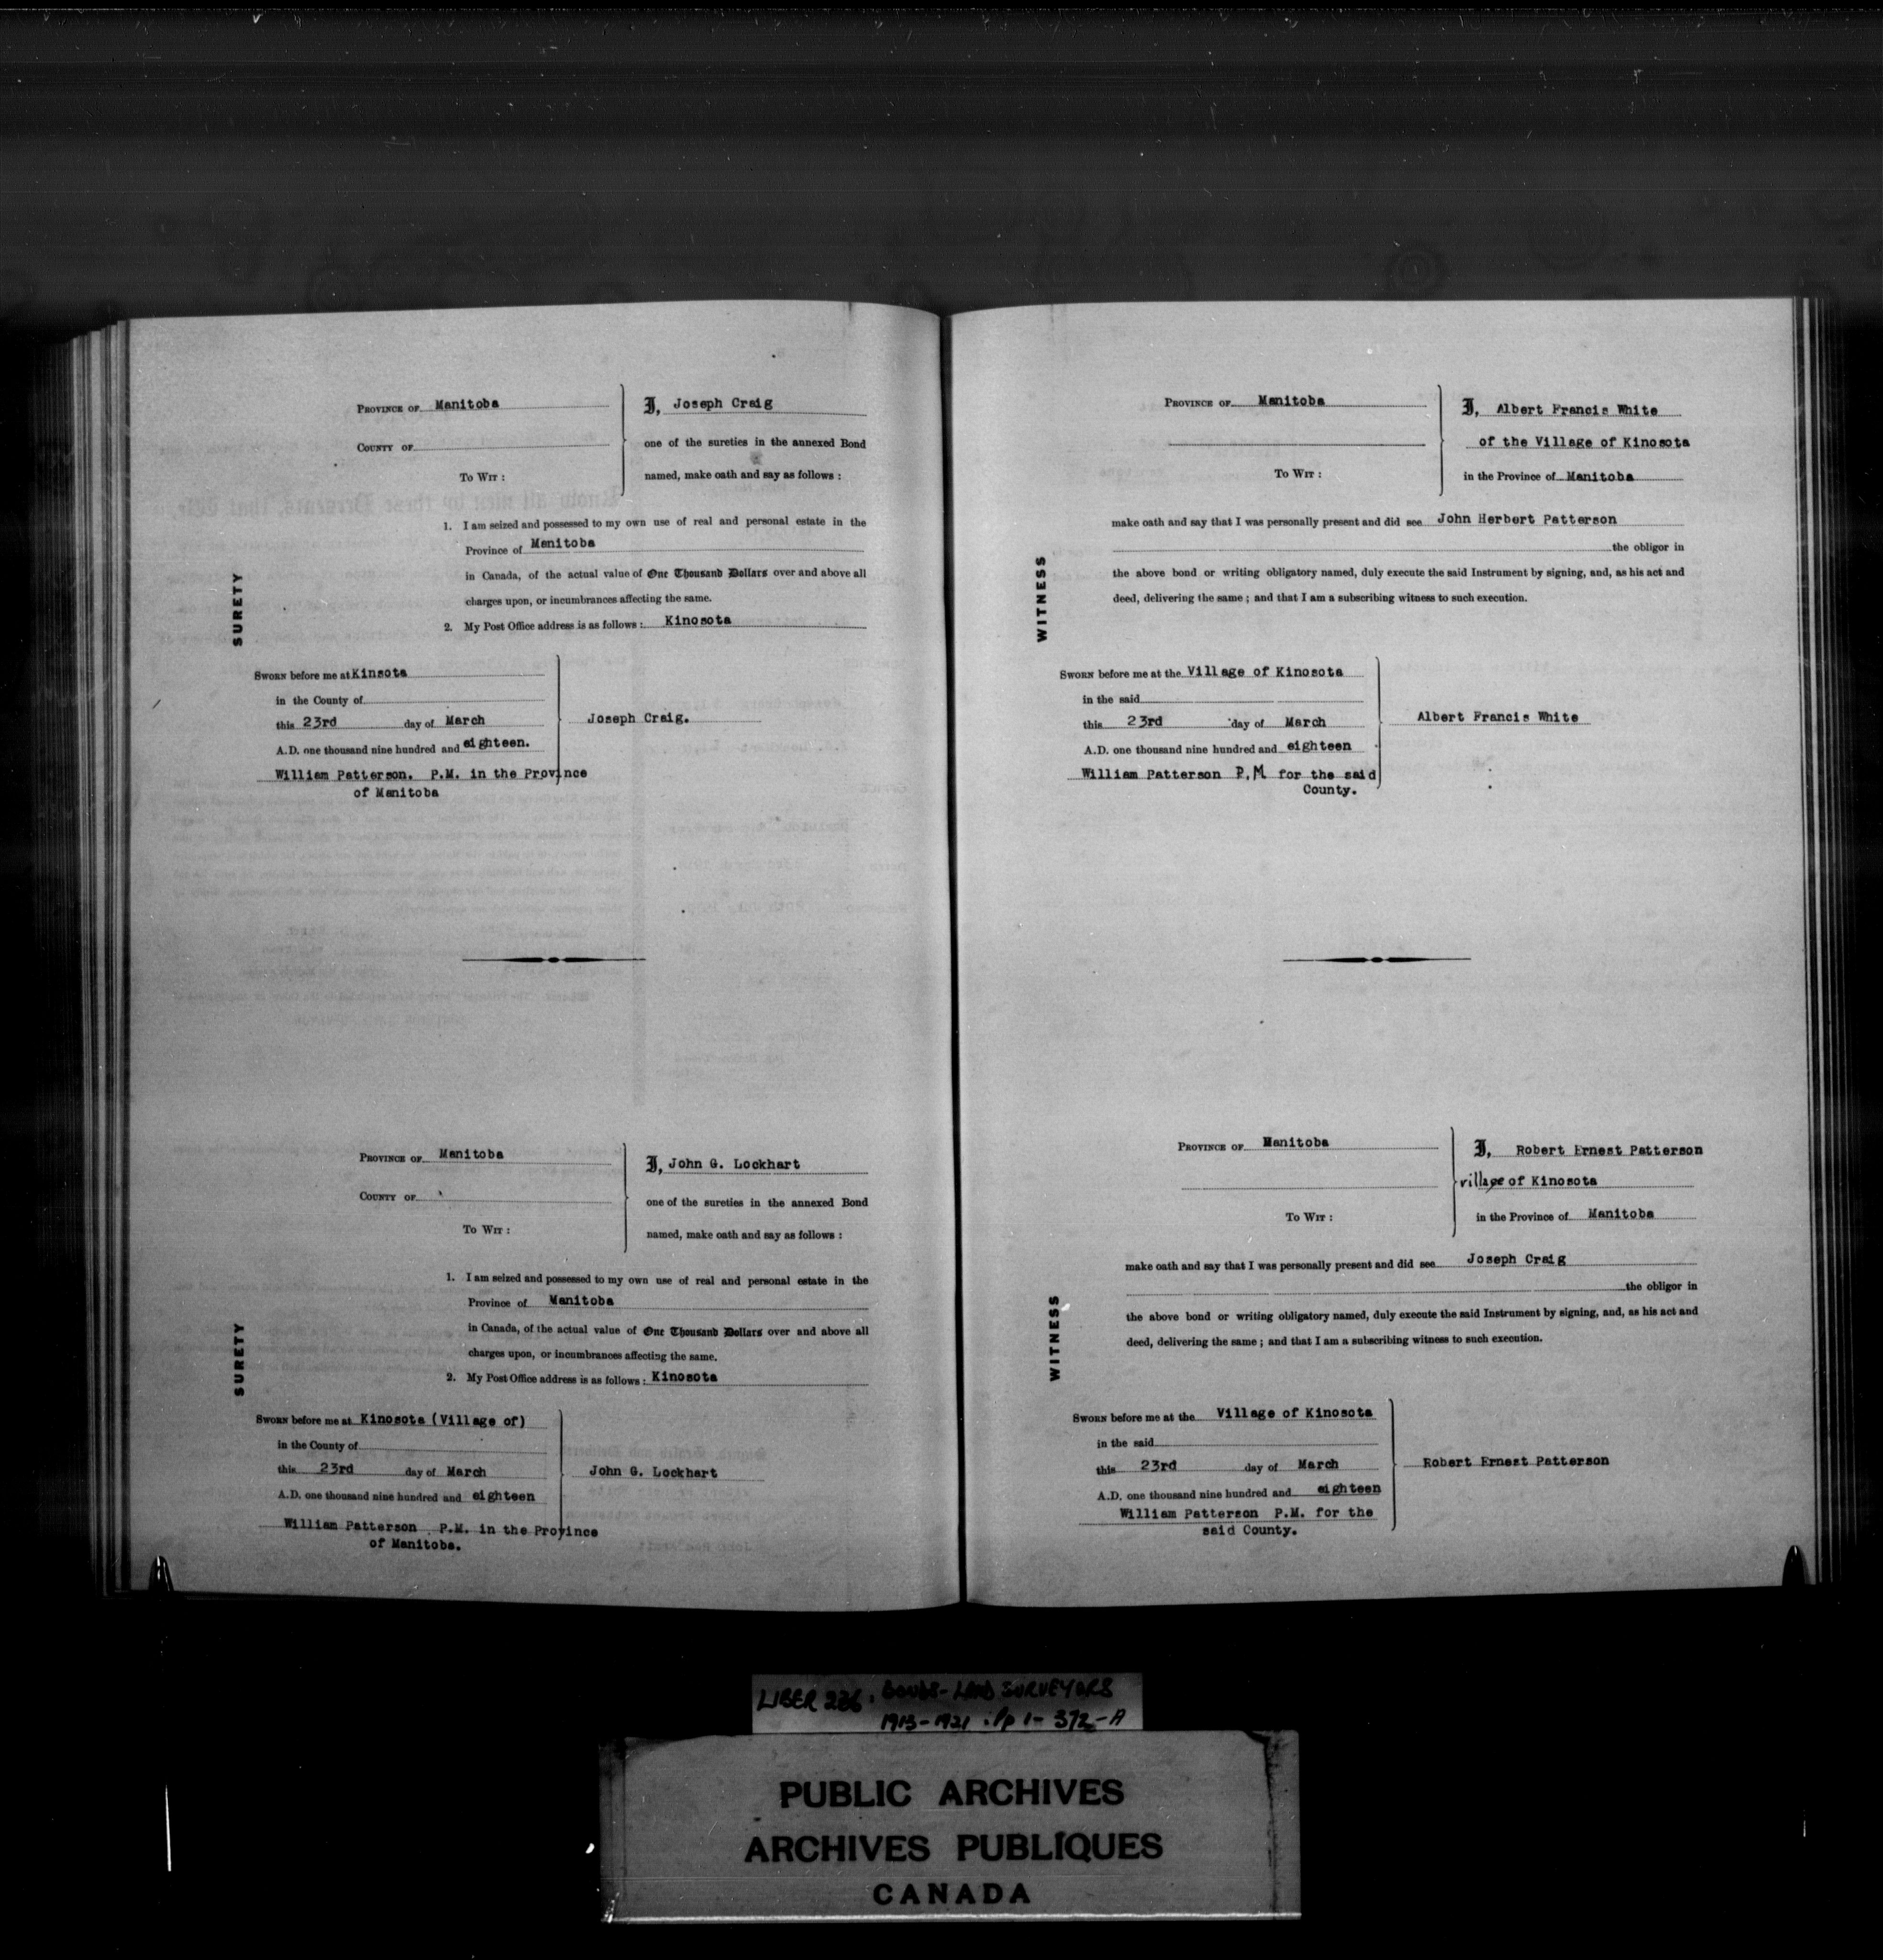 PROVINCE OF Manitoba
COUNTY OF
TO WIT :
I, Joseph Craig
one of the sureties in the annexed Bond
named, make oath and say as follows :
SURETY
1. I am seized and possessed to my own use of real and personal estate in the
Province of Manitoba
in Canada, of the actual value of One Thousand Dollars over and above all
charges upon, or incumbrances affecting the same.
2. My Post Office address is as follows : Kinosota
SWORN before me at Kinsota
in the County of
this 23rd day of March
A.D. one thousand nine hundred and eighteen.
William Patterson. P.M. in the Province
of Manitoba
Joseph Craig.
PROVINCE OF Manitoba
COUNTY OF
TO WIT :
I, John G. Lockhart
one of the sureties in the annexed Bond
named, make oath and say as follows :
SURETY
1. I am seized and possessed to my own use of real and personal estate in the
Province of Manitoba
in Canada, of the actual value of One Thousand Dollars over and above all
charges upon, or incumbrances affecting the same.
2. My Post Office address is as follows : Kinosota
SWORN before me at Kinosota (Village of)
in the County of
this 23rd day of March
A.D. one thousand nine hundred and eighteen
William Patterson P.M. in the Province
of Manitoba.
John G. Lockhart
PROVINCE OF Manitoba
TO WIT :
I, Albert Francis White
of the Village of Kinosota
in the Province of Manitoba
WITNESS
make oath and say that I was personally present and did see John Herbert Patterson
the obligor in
the above bond or writing obligatory named, duly execute the said Instrument by signing, and, as his act and
deed, delivering the same ; and that I am a subscribing witness to such execution.
SWORN before me at the Village of Kinosota
in the said
this 23rd day of March
A.D. one thousand nine hundred and eighteen
William Patterson P.M for the said
County.
Albert Francis White
PROVINCE OF Manitoba
TO WIT :
I, Robert Ernest Patterson
village of Kinosota
in the Province of Manitoba
WITNESS
make oath and say that I was personally present and did see Joseph Craig
the obligor in
the above bond or writing obligatory named, duly execute the said Instrument by signing, and, as his act and
deed, delivering the same ; and that I am a subscribing witness to such execution.
SWORN before me at the Village of Kinosota
in the said
this 23rd day of March
A.D. one thousand nine hundred and eighteen
William Patterson P.M. for the
said County.
Robert Ernest Patterson
LIBER 236 : BONDS - LAND SURVEYORS
1913-1921 : Pp 1- 372-A
PUBLIC ARCHIVES
ARCHIVES PUBLIQUES
CANADA